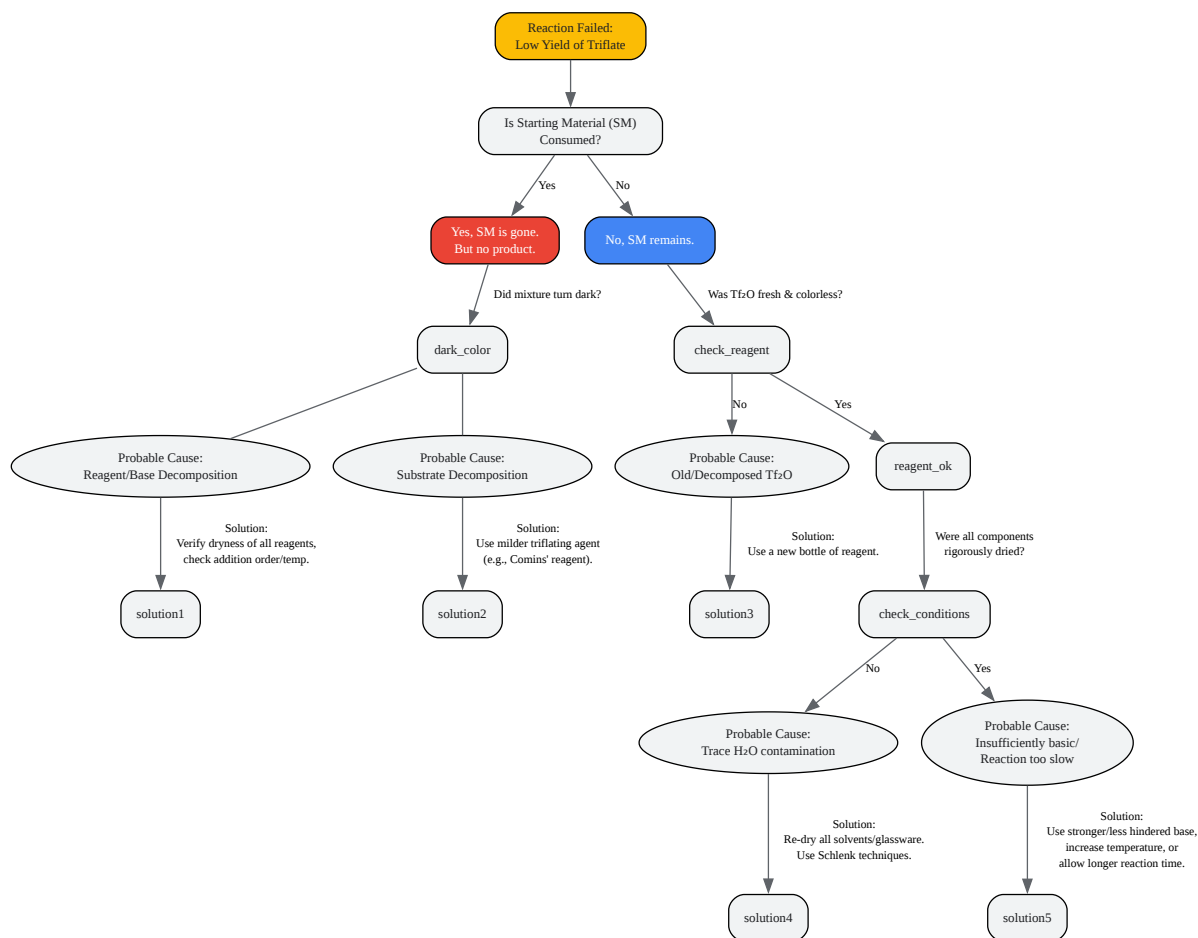 Reaction Failed:
Low Yield of Triflate
Is Starting Material (SM)
Consumed?
Yes
No
Yes, SM is gone.
But no product.
No, SM remains.
Did mixture turn dark?
Was Tf₂O fresh & colorless?
dark_color
check_reagent
No
Yes
Probable Cause:
Reagent/Base Decomposition
Probable Cause:
Substrate Decomposition
Probable Cause:
Old/Decomposed Tf₂O
reagent_ok
Solution:
Verify dryness of all reagents,
check addition order/temp.
Solution:
Use milder triflating agent
(e.g., Comins' reagent).
Solution:
Use a new bottle of reagent.
Were all components
rigorously dried?
solution1
solution2
solution3
check_conditions
No
Yes
Probable Cause:
Trace H₂O contamination
Probable Cause:
Insufficiently basic/
Reaction too slow
Solution:
Re-dry all solvents/glassware.
Use Schlenk techniques.
Solution:
Use stronger/less hindered base,
increase temperature, or
allow longer reaction time.
solution4
solution5